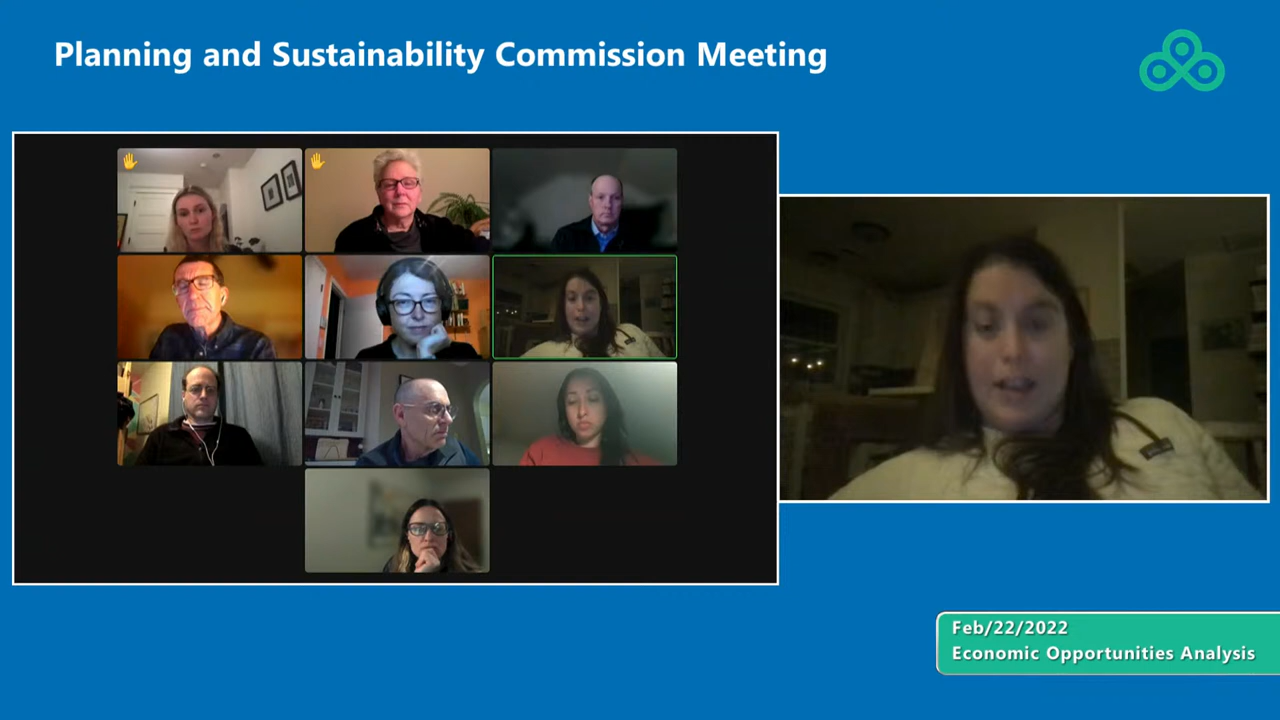 Planning and Sustainability Commission Meeting
Feb/22/2022
Economic Opportunities Analysis